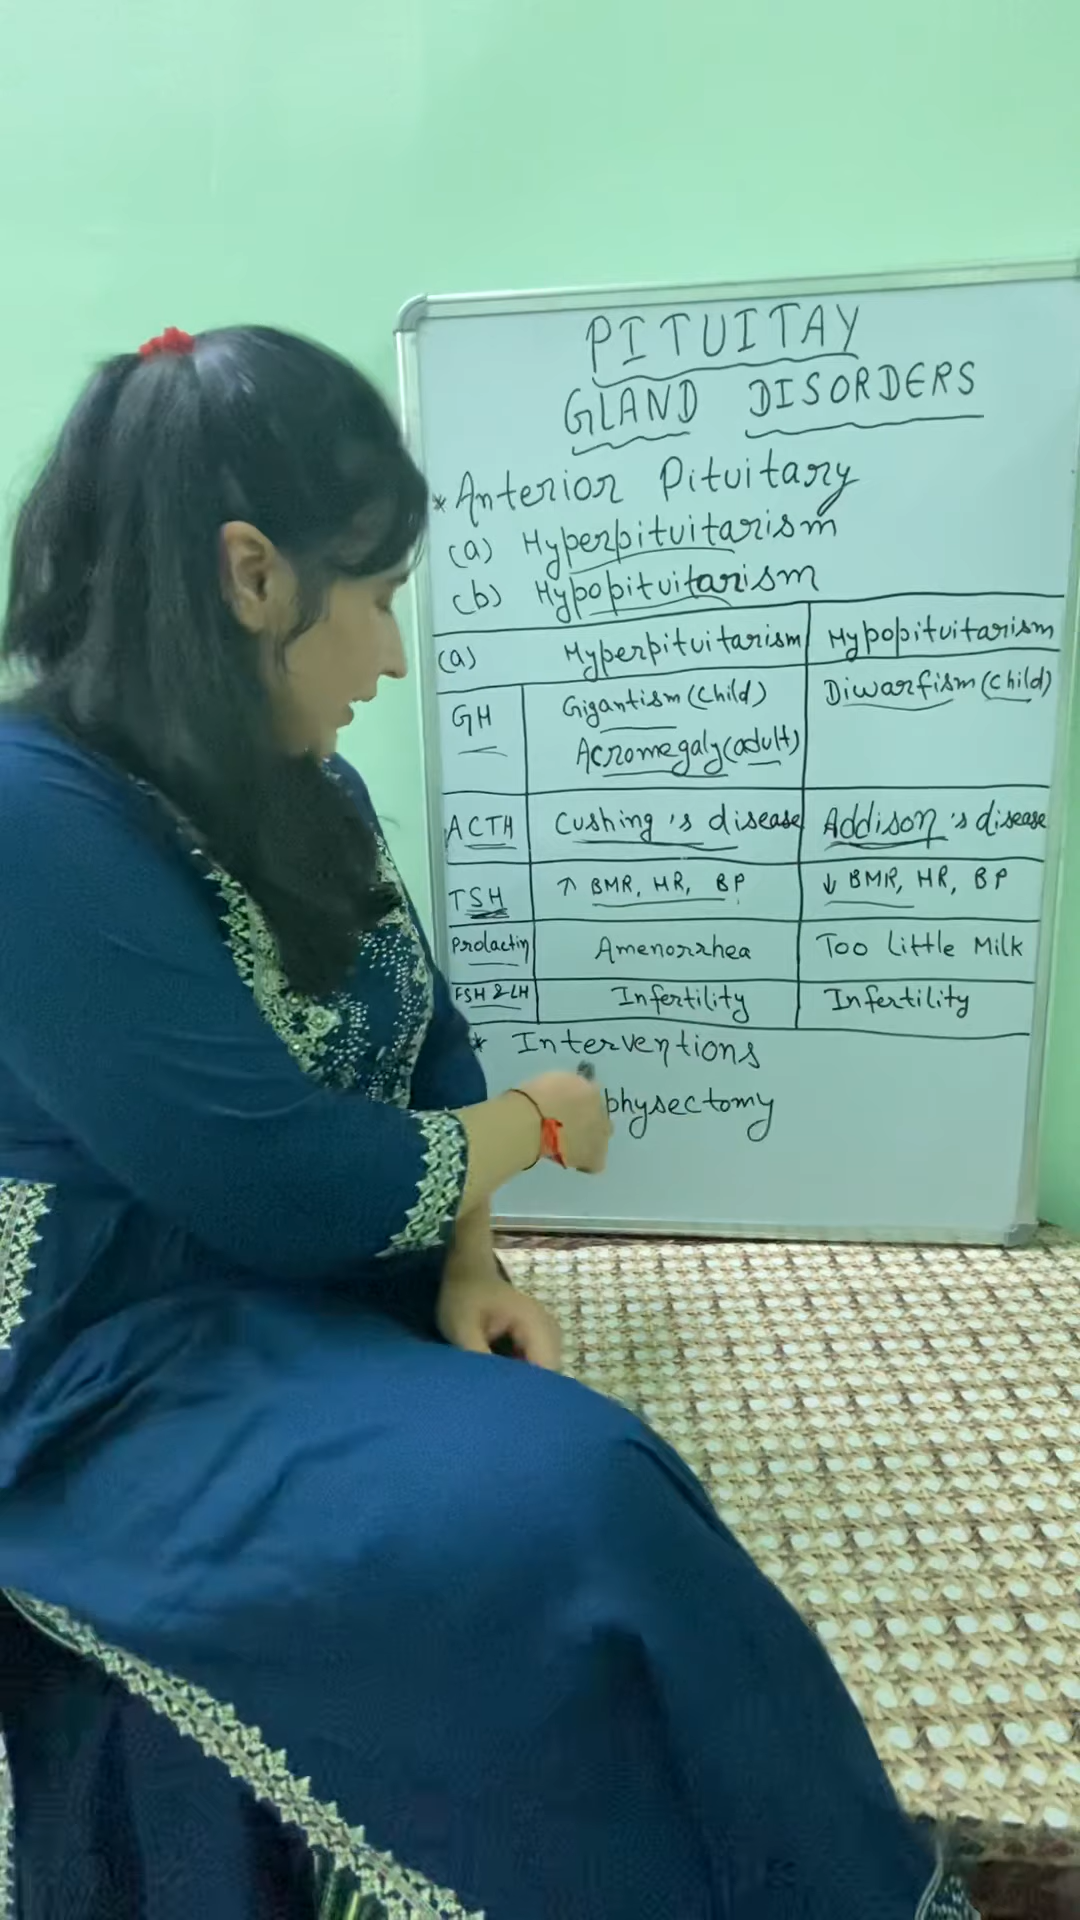 PITUITAY
GLAND DISORDERS
* Anterior Pituitary
(a) Hyperpituitarism
(b) Hypopituitarism
(a) Hyperpituitarism Hypopituitarism
GH Gigantism (Child) Diwarfism (Child)
Acromegaly (adult)
ACTH Cushing's disease Addison's disease
TSH ↑ BMR, HR, BP ↓ BMR, HR, BP
Prolactin Amenorrhea Too Little Milk
FSH & LH Infertility Infertility
* Interventions
physectomy